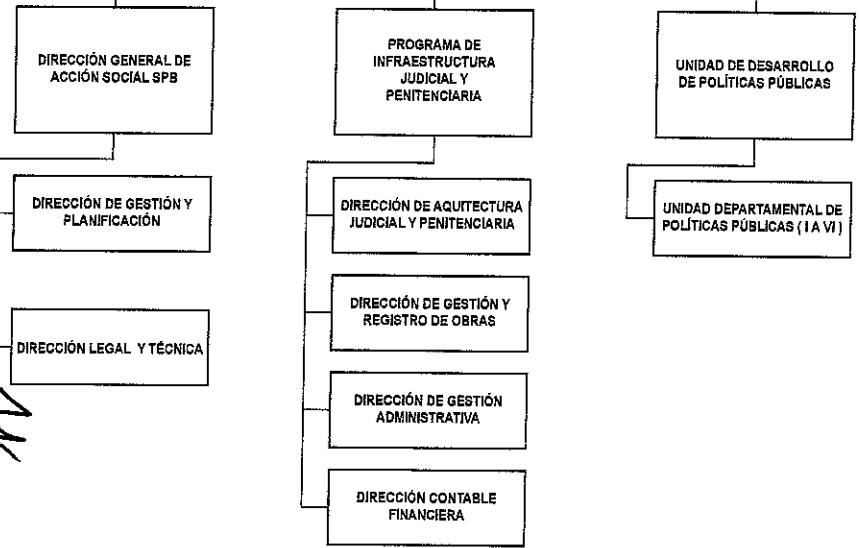 DIRECCIÓN GENERAL DE
ACCIÓN SOCIAL SPB
DIRECCIÓN DE GESTIÓN Y
PLANIFICACIÓN
DIRECCIÓN LEGAL Y TÉCNICA
PROGRAMA DE
INFRAESTRUCTURA
JUDICIAL Y
PENITENCIARIA
DIRECCIÓN DE AQUITECTURA
JUDICIAL Y PENITENCIARIA
DIRECCIÓN DE GESTIÓN Y
REGISTRO DE OBRAS
DIRECCIÓN DE GESTIÓN
ADMINISTRATIVA
DIRECCIÓN CONTABLE
FINANCIERA
UNIDAD DE DESARROLLO
DE POLÍTICAS PÚBLICAS
UNIDAD DEPARTAMENTAL DE
POLÍTICAS PÚBLICAS ( I A VI )